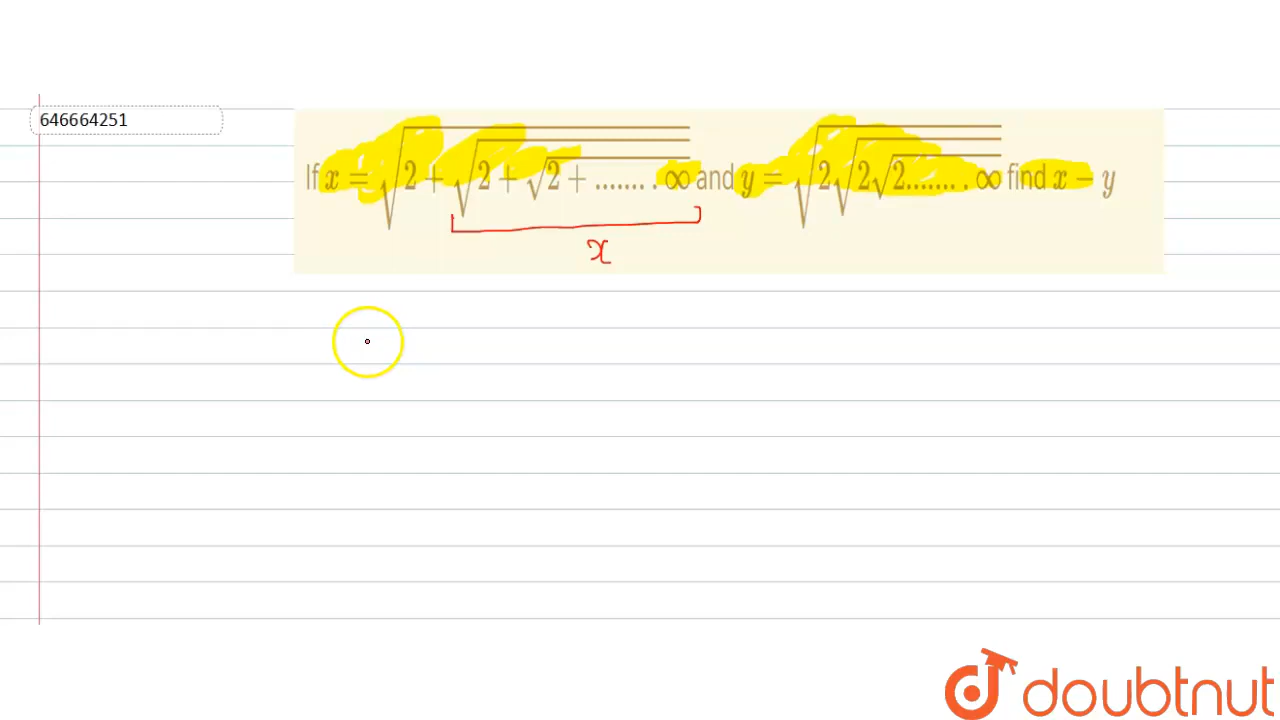 646664251
If x = √(2 + √(2 + √(2 + ....... . ∞))) and y = √(2√(2√(2....... . ∞))) find x − y
x
doubtnut